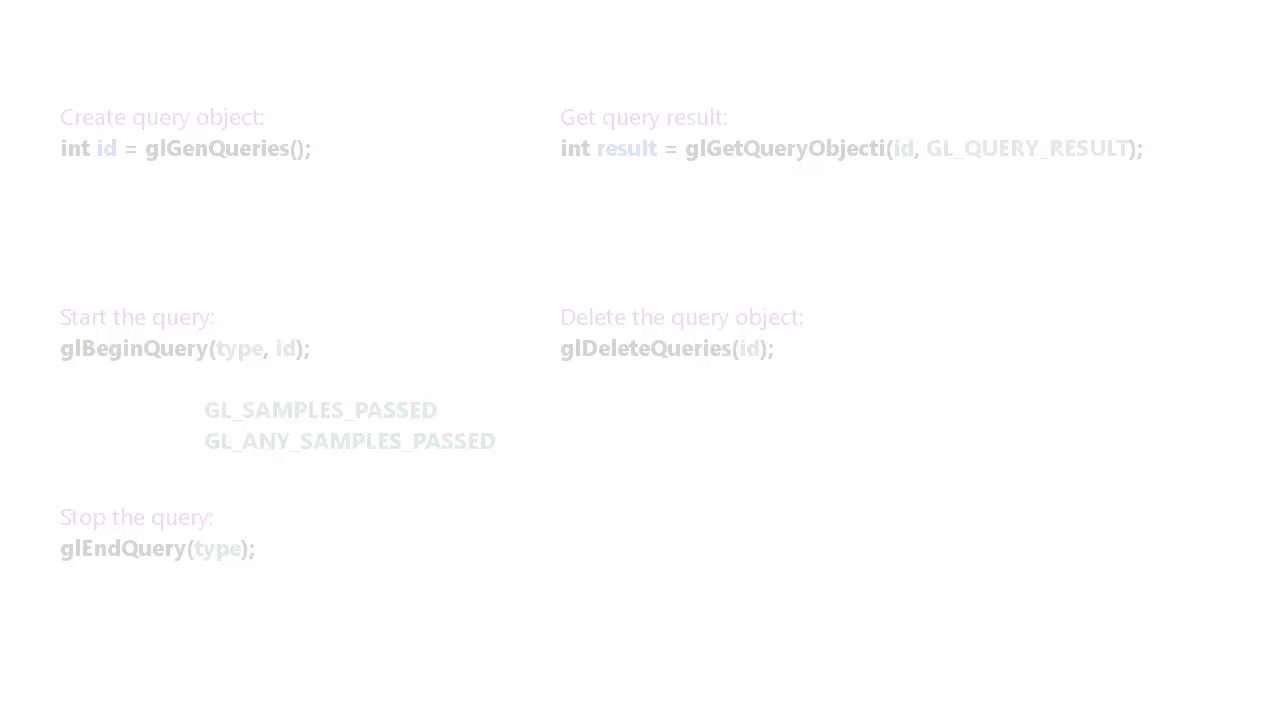 Create query object:
int id = glGenQueries();
Start the query:
glBeginQuery(type, id);
GL_SAMPLES_PASSED
GL_ANY_SAMPLES_PASSED
Stop the query:
glEndQuery(type);
Get query result:
int result = glGetQueryObjecti(id, GL_QUERY_RESULT);
Delete the query object:
glDeleteQueries(id);